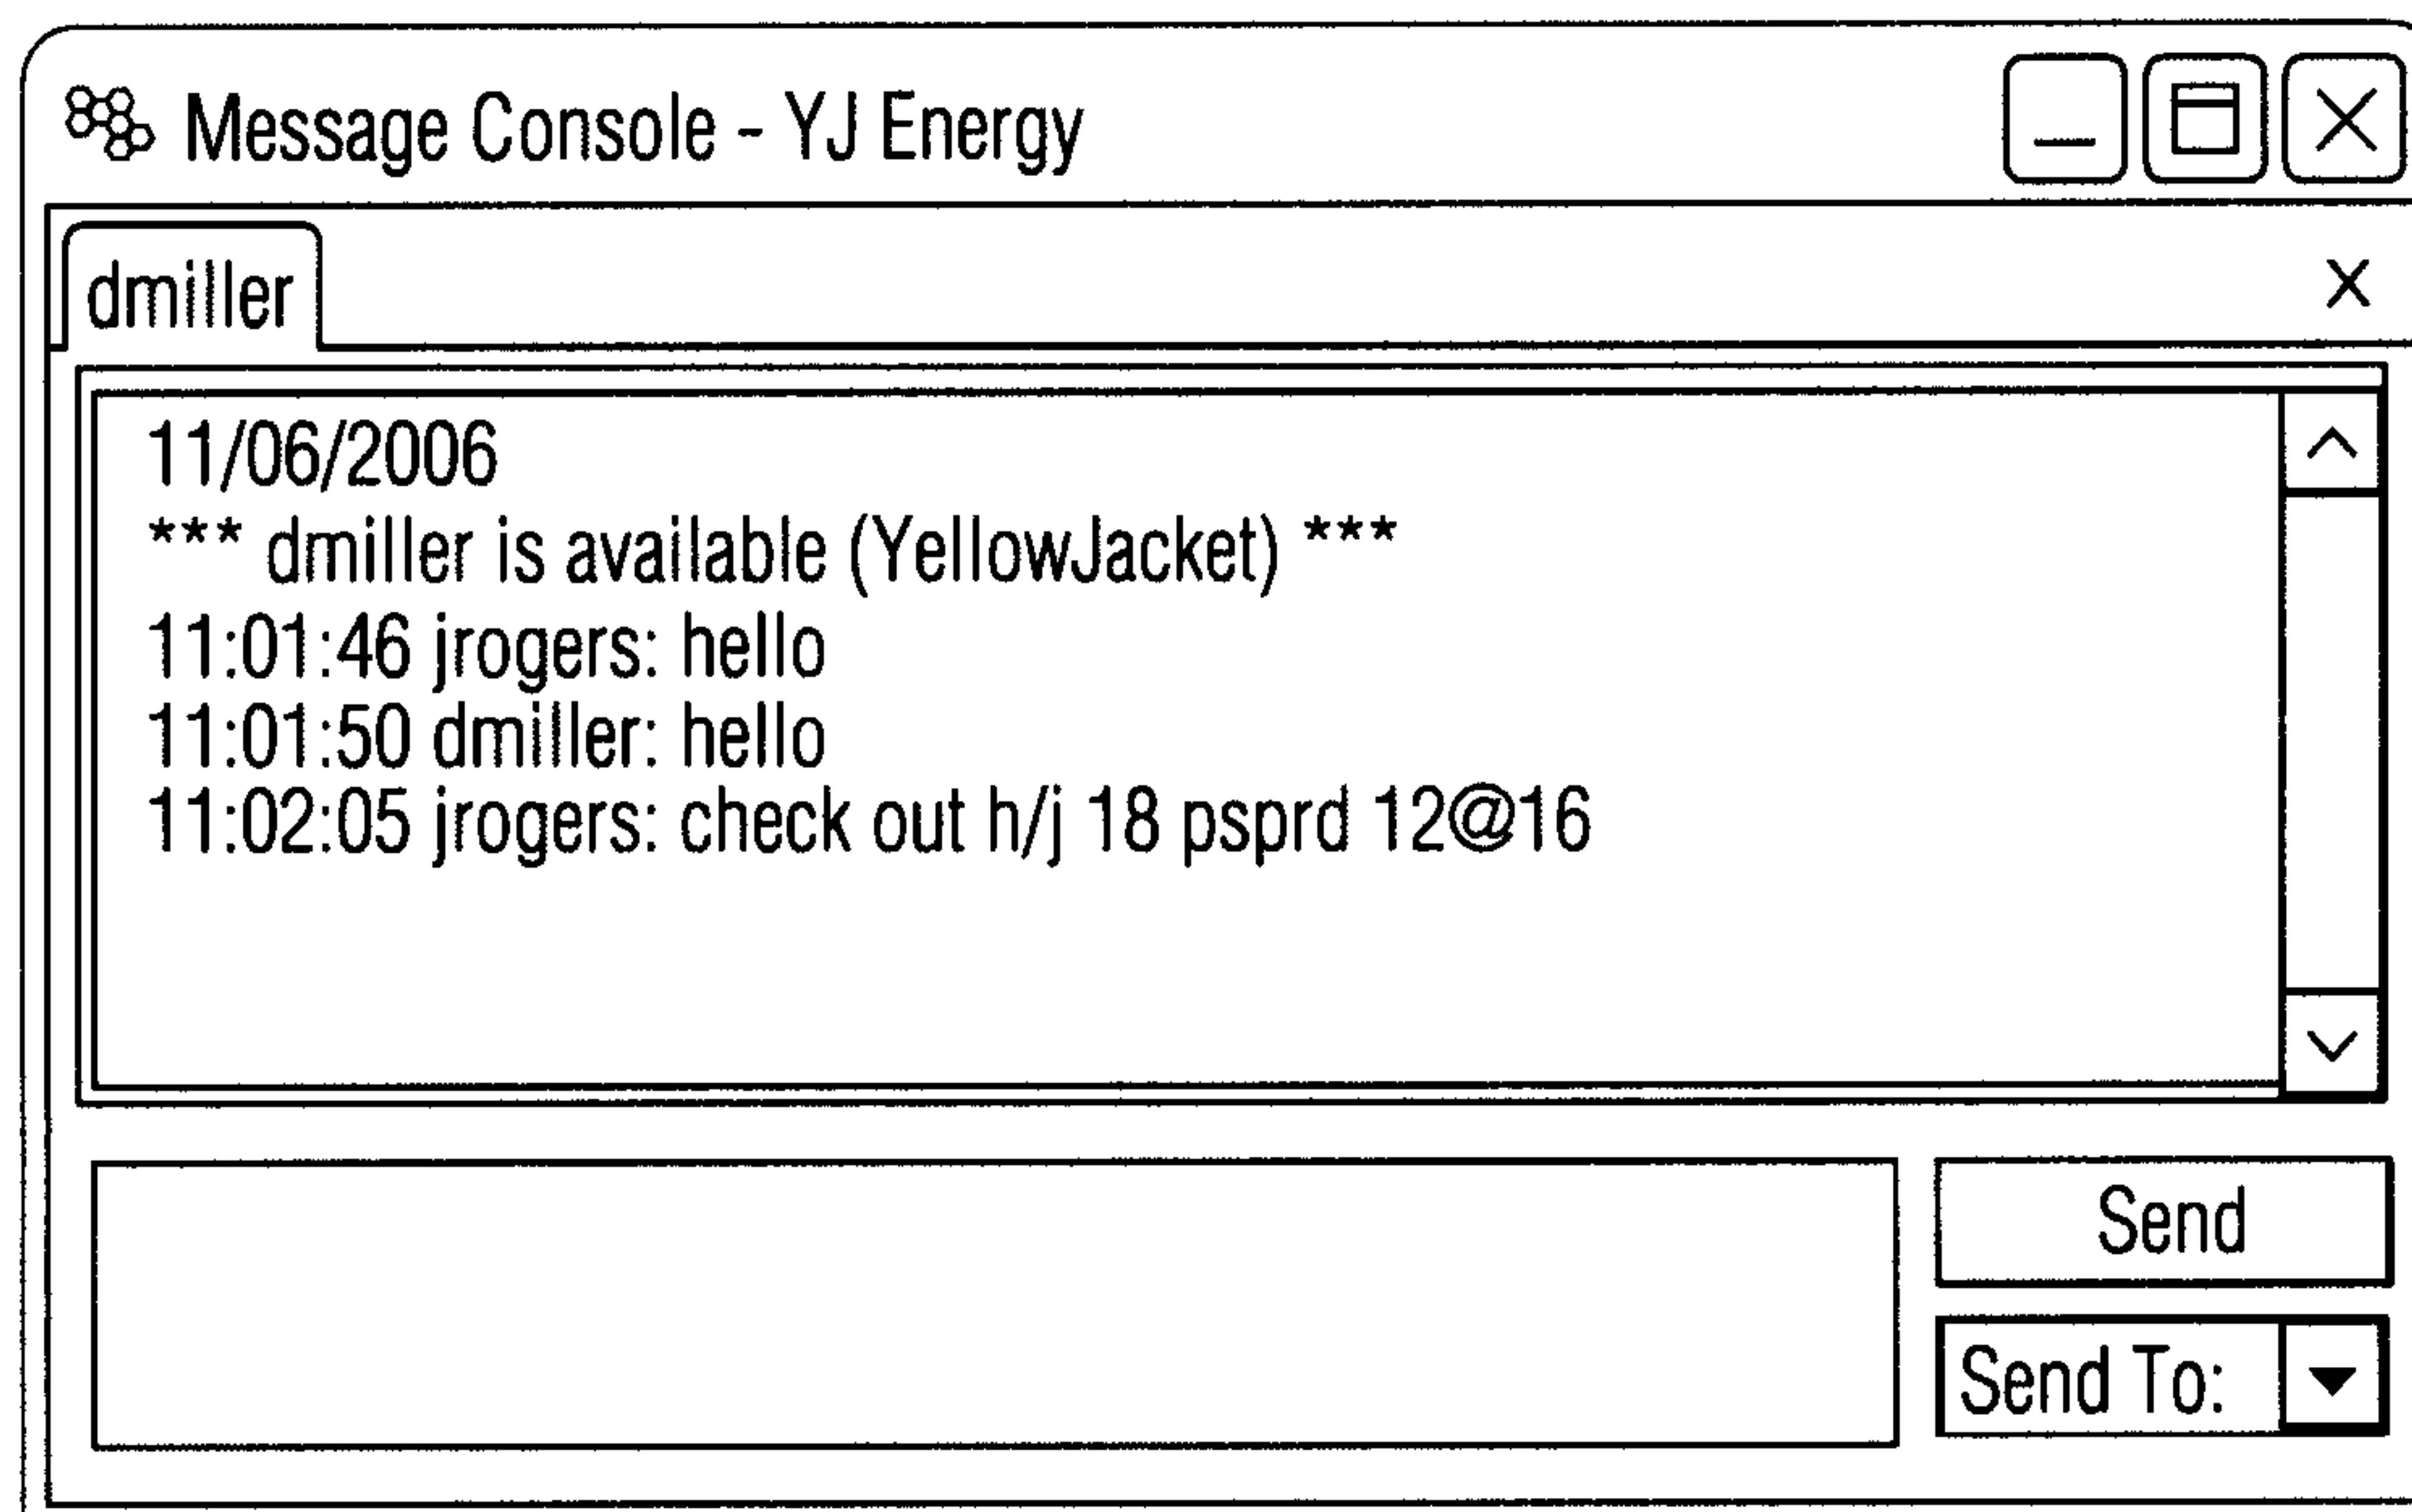 Message Console - YJ Energy
dmiller
X
11/06/2006
*** dmiller is available (YellowJacket) ***
11:01:46 jrogers: hello
11:01:50 dmiller: hello
11:02:05 jrogers: check out h/j 18 psprd 12@16
Send
Send To: